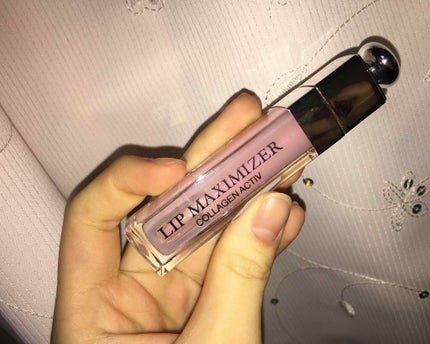 LIP MAXIMIZER
COLLAGEN ACTIV